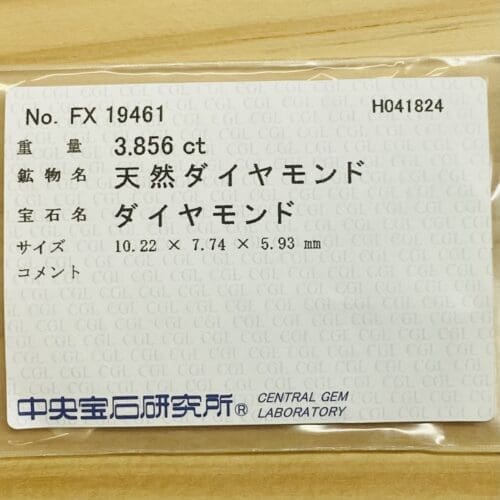 No. FX 19461 H041824
重量 3.856 ct
鉱物名 天然ダイヤモンド
宝石名 ダイヤモンド
サイズ 10.22 × 7.74 × 5.93 mm
コメント
中央宝石研究所® CENTRAL GEM LABORATORY